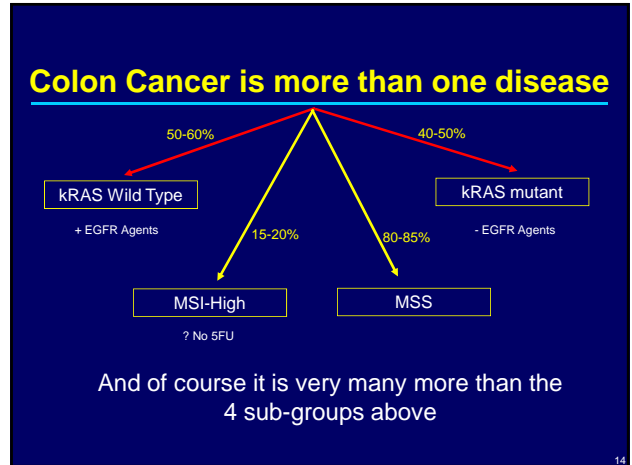 Colon Cancer is more than one disease
50-60%
40-50%
kRAS Wild Type
kRAS mutant
+ EGFR Agents
- EGFR Agents
15-20%
80-85%
MSI-High
MSS
? No 5FU
And of course it is very many more than the
4 sub-groups above
14